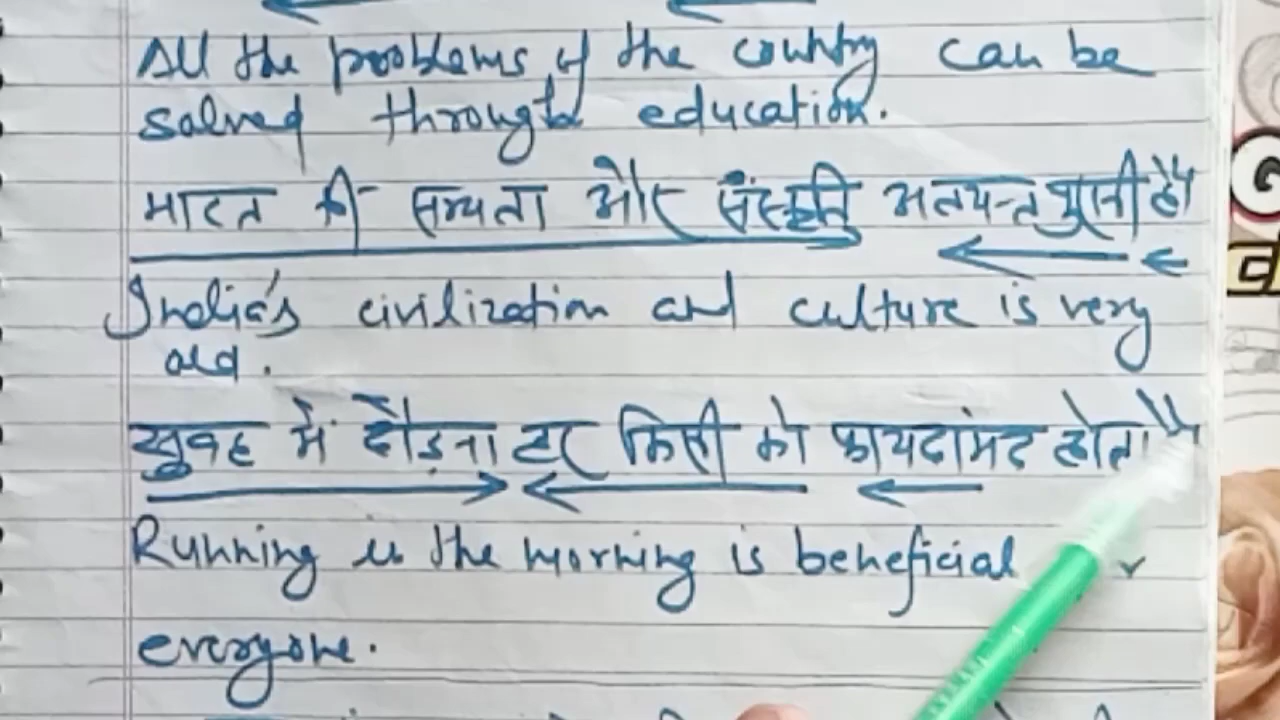 All the problems of the country can be
solved through education.
भारत की सभ्यता और संस्कृति अत्यन्त पुरानी है
India's civilization and culture is very
old.
सुबह में दौड़ना हर किसी को फायदांमंद होता है
Running in the morning is beneficial
everyone.